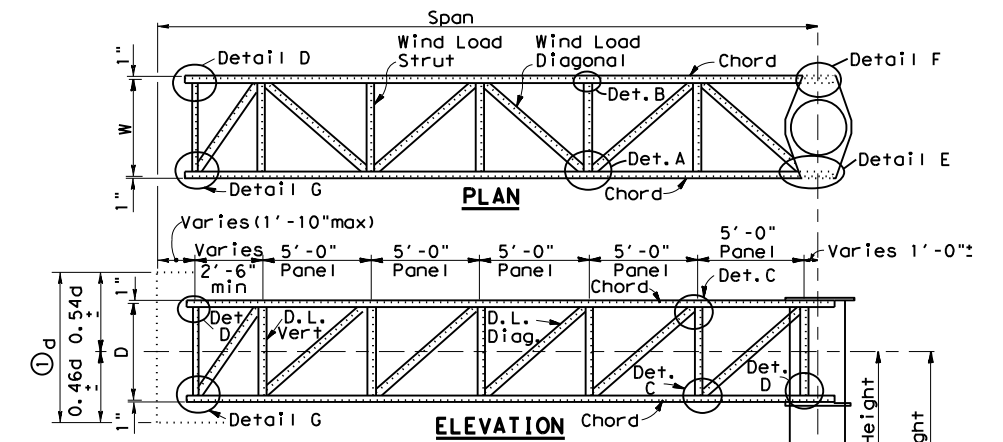 Span
1"
Detail D
Wind Load
Strut
Wind Load
Diagonal
Chord
Detail F
Det.B
W
Det.A
Detail E
1"
Detail G
PLAN
Chord
Varies(1'-10"max)
Varies
2'-6"
min
5'-0"
Panel
5'-0"
Panel
5'-0"
Panel
5'-0"
Panel
5'-0"
Panel
Varies 1'-0"±
1"
Chord
Det.C
1 d
0.54d
±
0.46d
±
D
Det.
D
D.L.
Vert.
D.L.
Diag.
Det.
C
Det.
D
1"
Detail G
ELEVATION
Chord
Height
ght